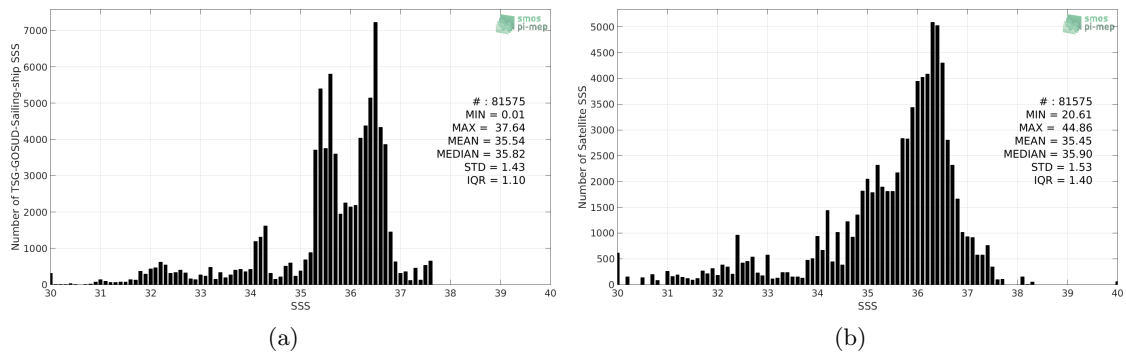 smos
pi-mep
Number of TSG-GOSUD-Sailing-ship SSS
7000
6000
5000
4000
3000
2000
1000
0
# : 81575
MIN = 0.01
MAX = 37.64
MEAN = 35.54
MEDIAN = 35.82
STD = 1.43
IQR = 1.10
30 31 32 33 34 35 36 37 38 39 40
SSS
(a)
smos
pi-mep
Number of Satellite SSS
5000
4500
4000
3500
3000
2500
2000
1500
1000
500
0
# : 81575
MIN = 20.61
MAX = 44.86
MEAN = 35.45
MEDIAN = 35.90
STD = 1.53
IQR = 1.40
30 31 32 33 34 35 36 37 38 39 40
SSS
(b)